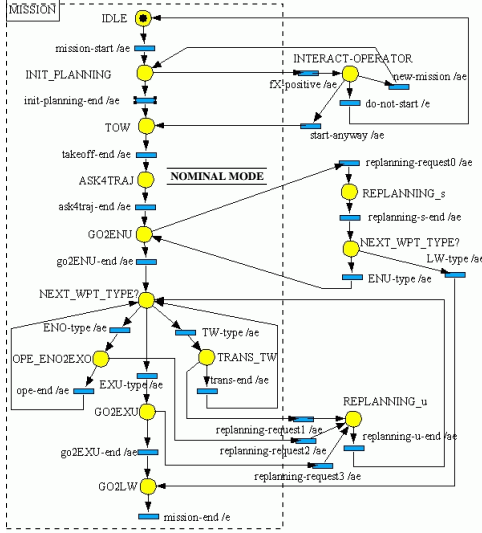 MISSION
IDLE
mission-start /ae
INTERACT-OPERATOR
INIT_PLANNING
fX-positive /ae
new-mission /ae
init-planning-end /ae
do-not-start /e
TOW
start-anyway /ae
takeoff-end /ae
replanning-request0 /ae
ASK4TRAJ
NOMINAL MODE
REPLANNING_s
ask4traj-end /ae
replanning-s-end /ae
GO2ENU
NEXT_WPT_TYPE?
go2ENU-end /ae
LW-type /ae
ENU-type /ae
NEXT_WPT_TYPE?
ENO-type /ae
TW-type /ae
OPE_ENO2EXO
TRANS_TW
EXU-type /ae
trans-end /ae
ope-end /ae
REPLANNING_u
GO2EXU
replanning-request1 /ae
replanning-u-end /ae
replanning-request2 /ae
go2EXU-end /ae
replanning-request3 /ae
GO2LW
mission-end /e